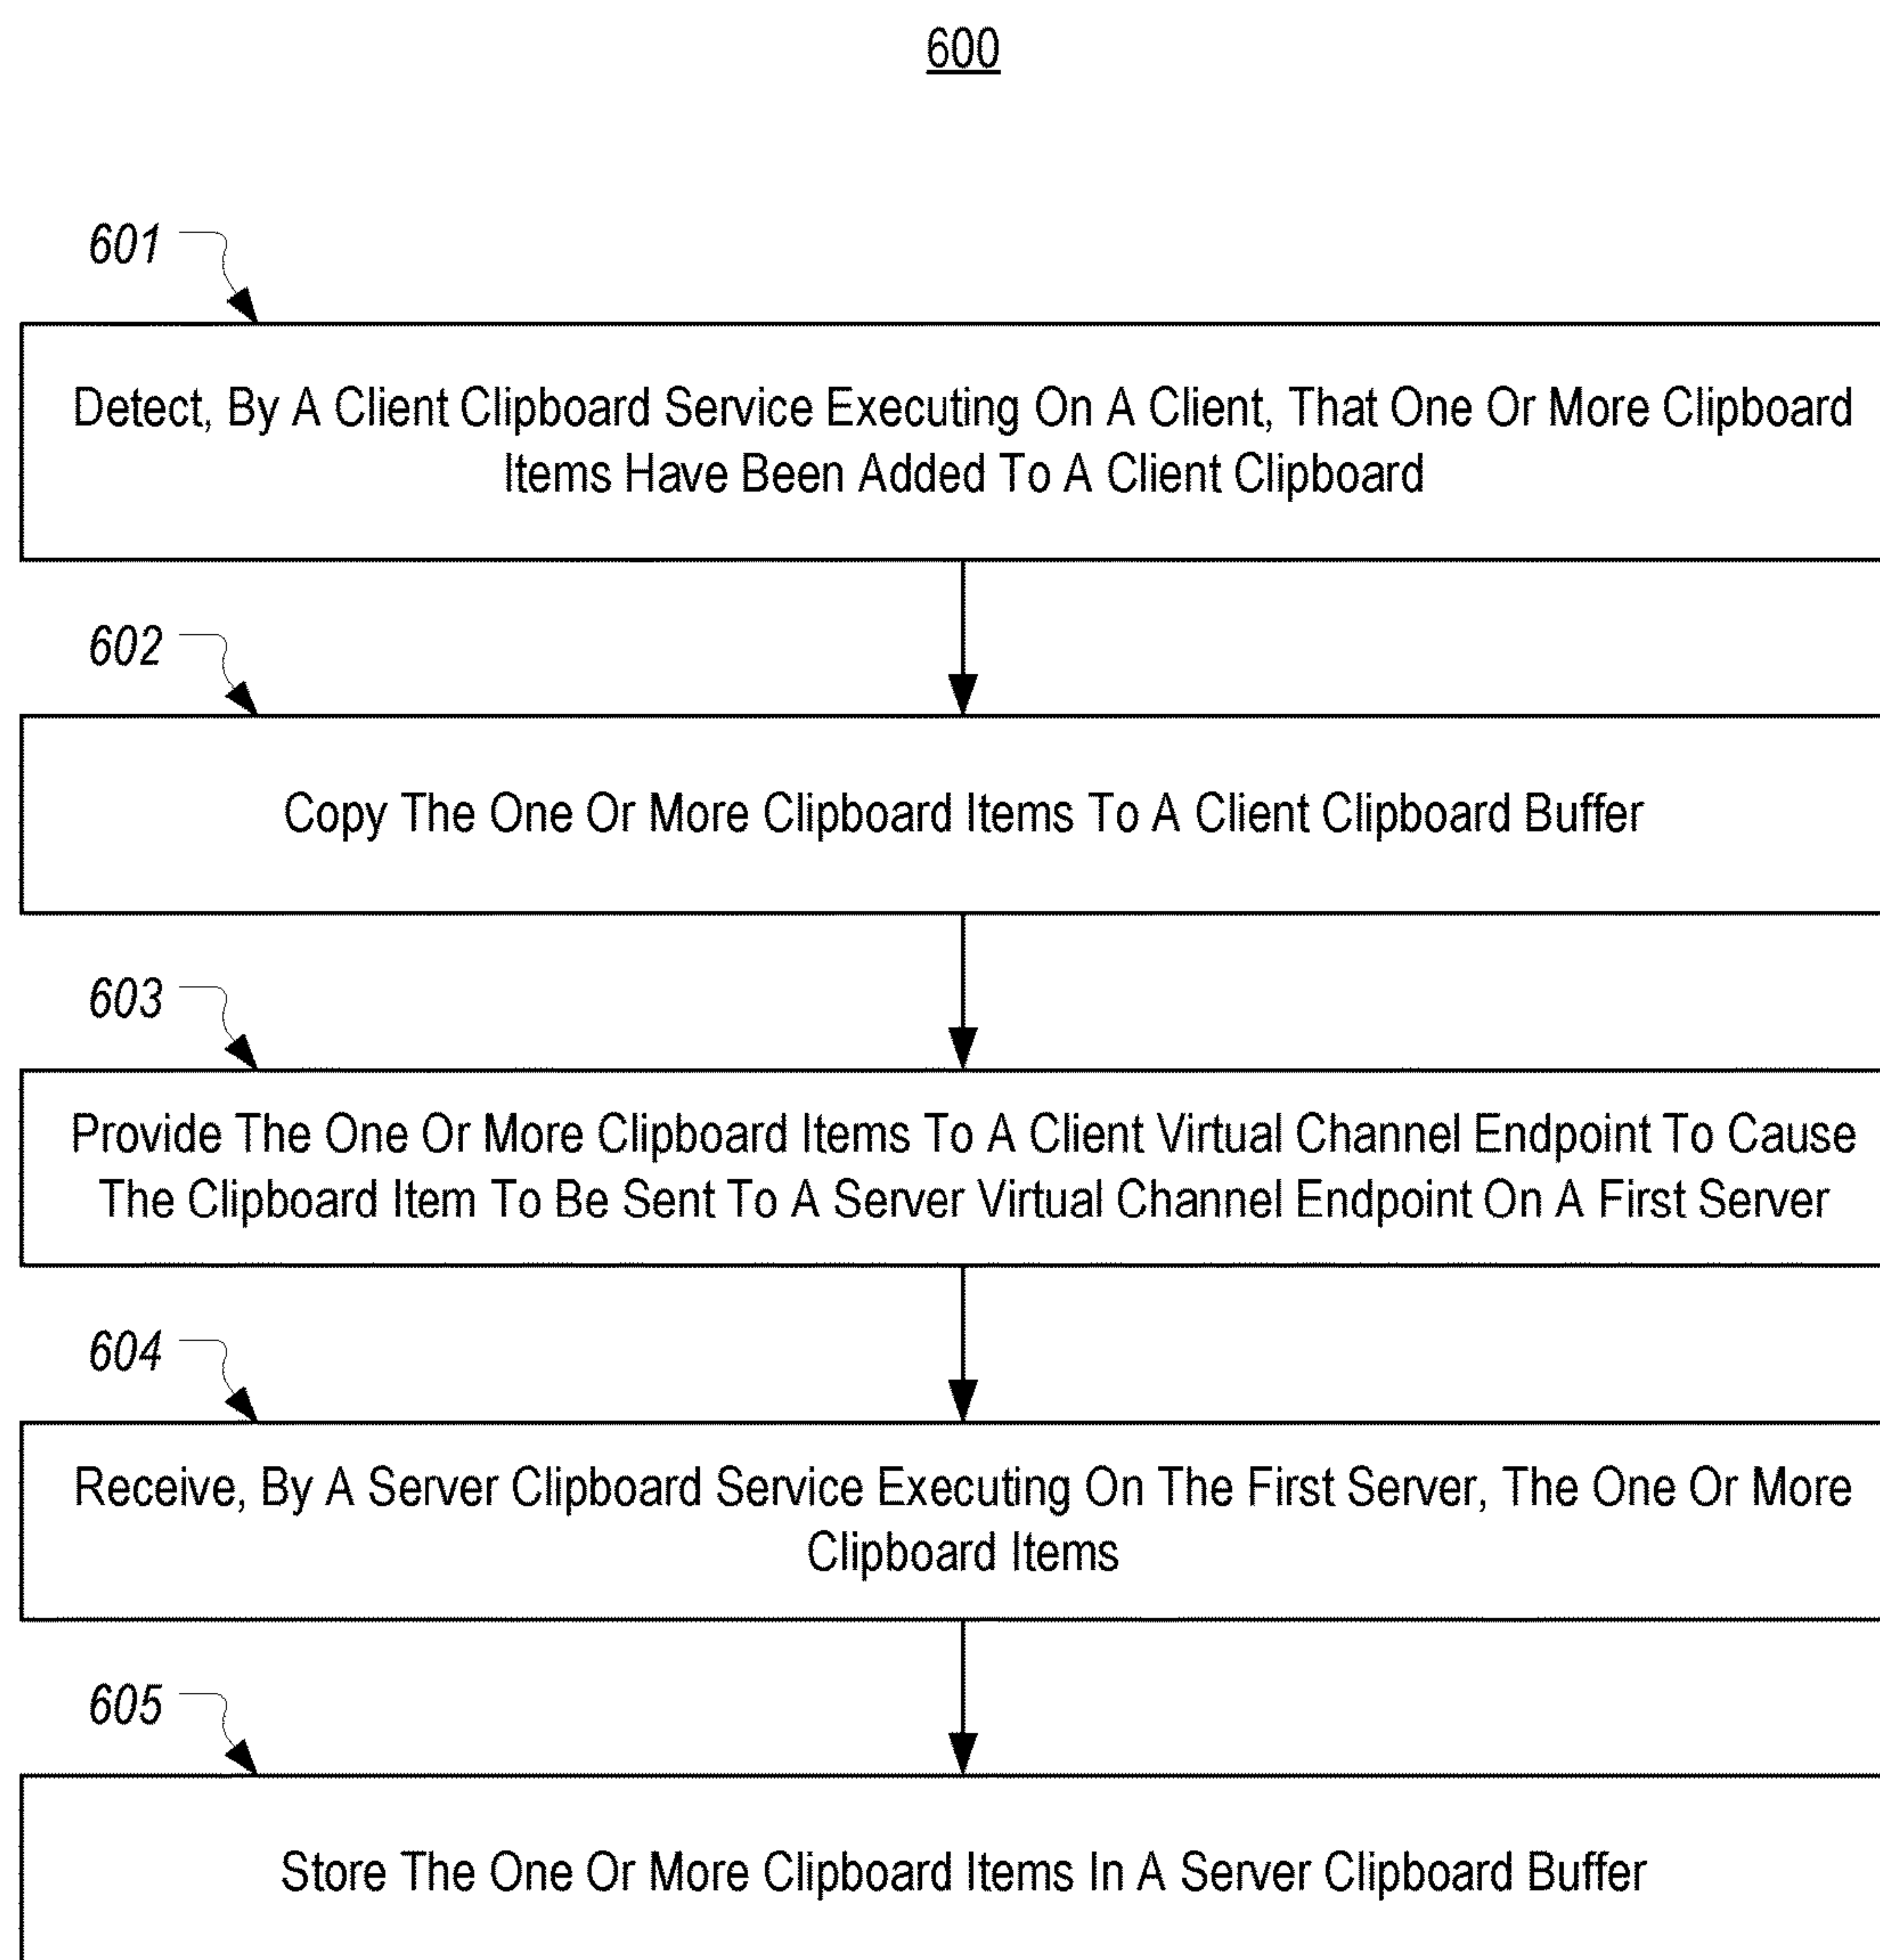 600
601
Detect, By A Client Clipboard Service Executing On A Client, That One Or More Clipboard
Items Have Been Added To A Client Clipboard
602
Copy The One Or More Clipboard Items To A Client Clipboard Buffer
603
Provide The One Or More Clipboard Items To A Client Virtual Channel Endpoint To Cause
The Clipboard Item To Be Sent To A Server Virtual Channel Endpoint On A First Server
604
Receive, By A Server Clipboard Service Executing On The First Server, The One Or More
Clipboard Items
605
Store The One Or More Clipboard Items In A Server Clipboard Buffer